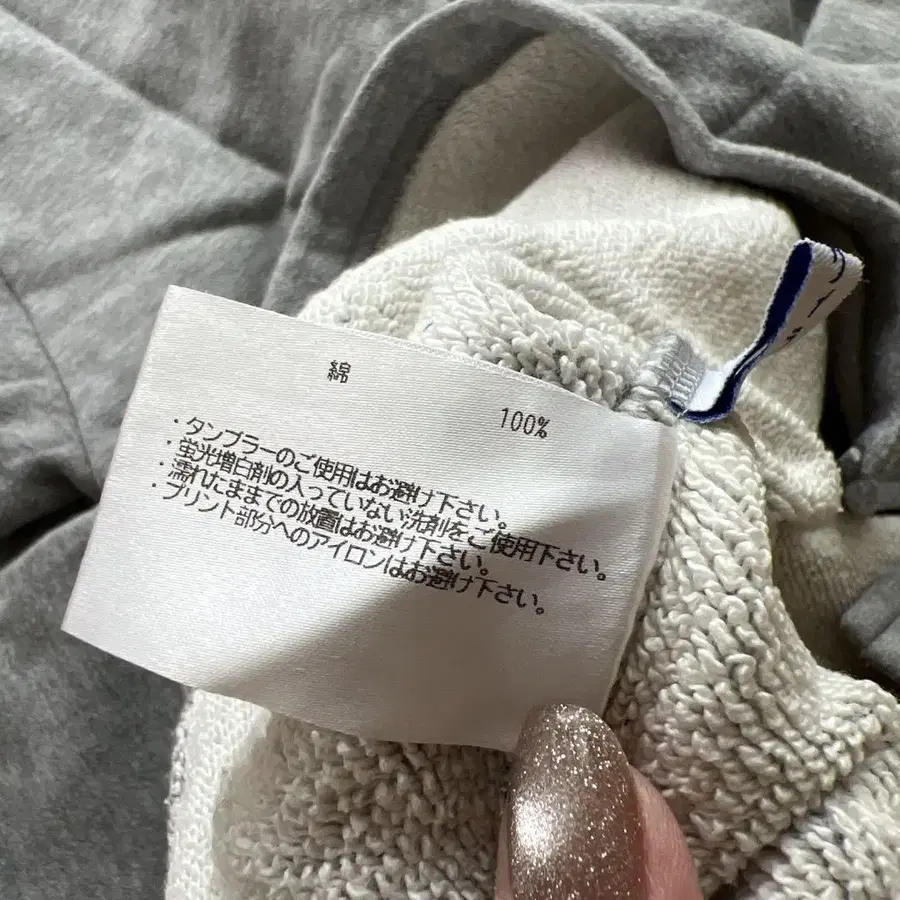 綿 100%
・タンブラーのご使用はお避け下さい。
・蛍光増白剤の入っていない洗剤をご使用下さい。
・濡れたままでの放置はお避け下さい。
・プリント部分へのアイロンはお避け下さい。